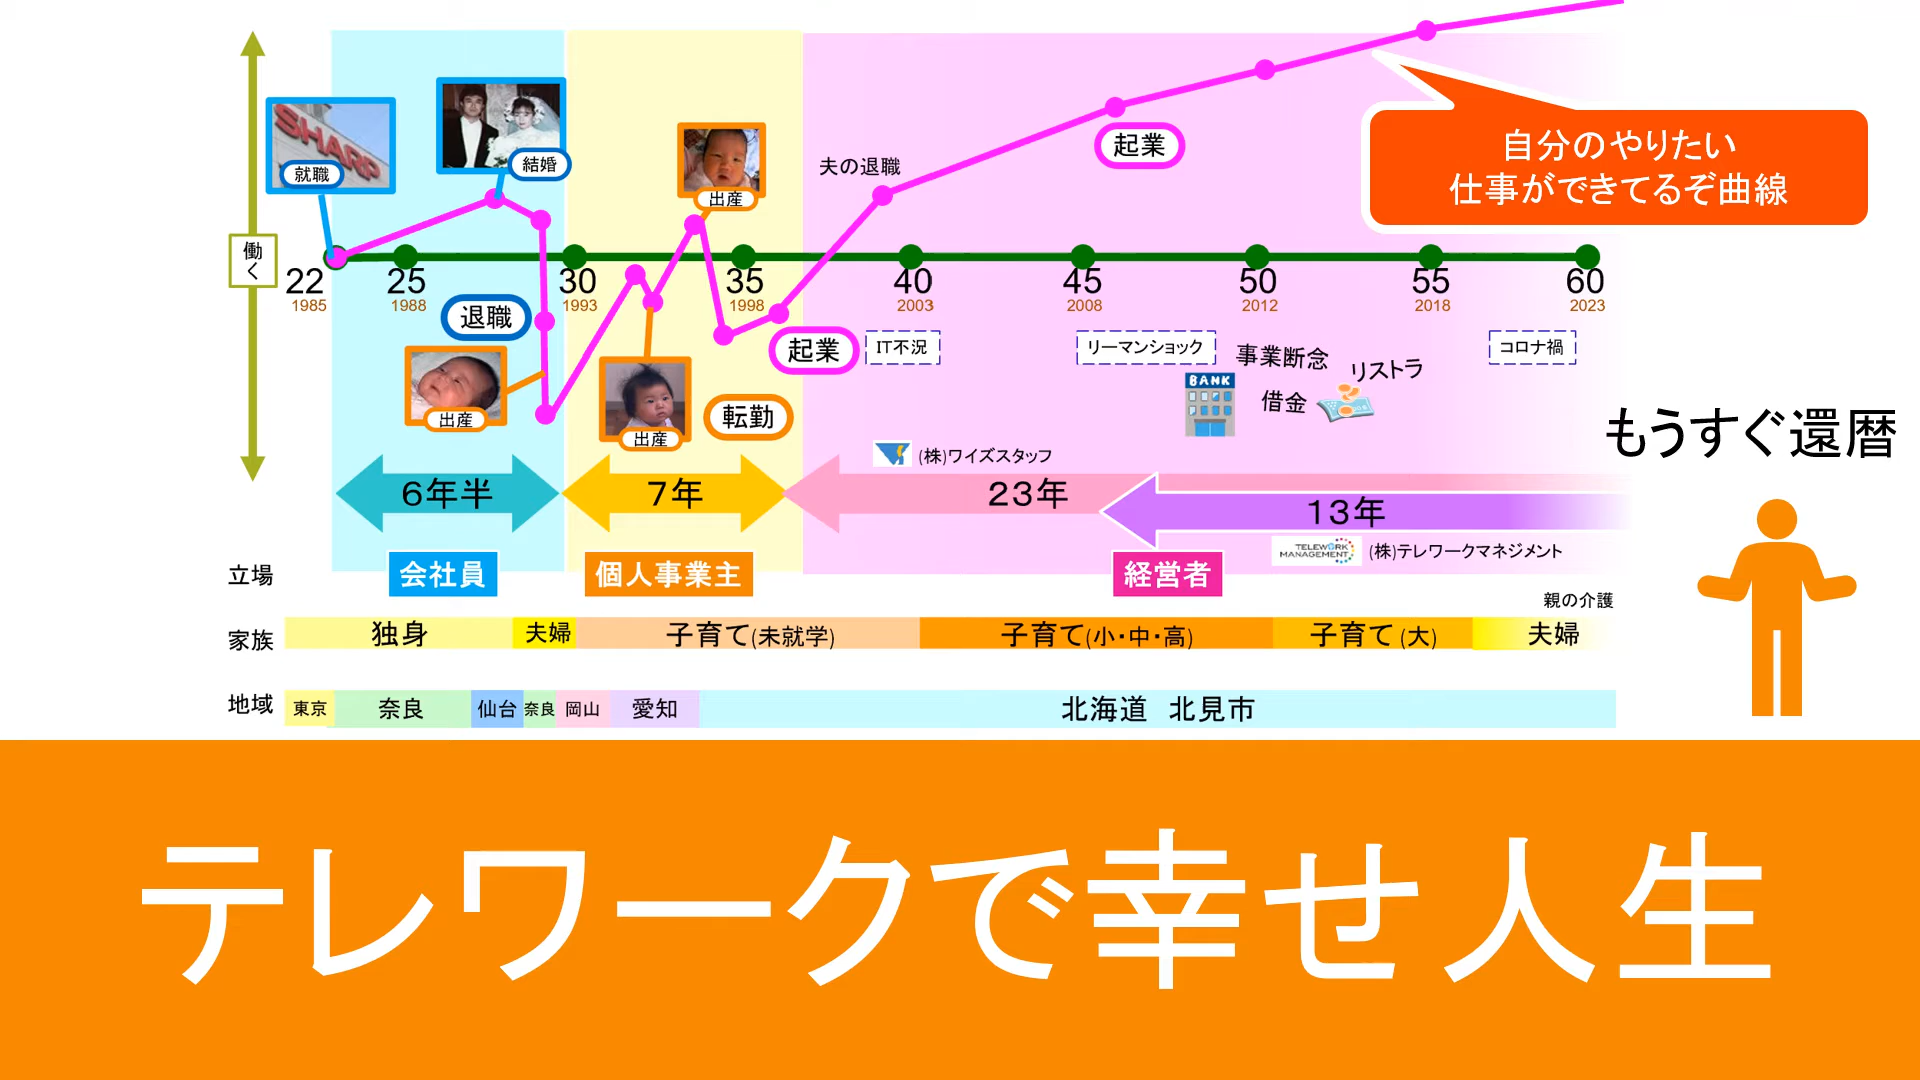 SHARP
就職
結婚
出産
夫の退職
起業
自分のやりたい
仕事ができてるぞ曲線
働く
22
25
30
35
40
45
50
55
60
1985
1988
1993
1998
2003
2008
2012
2018
2023
退職
起業
IT不況
リーマンショック
コロナ禍
事業断念
リストラ
BANK
借金
出産
出産
転勤
もうすぐ還暦
(株)ワイズスタッフ
6年半
7年
23年
13年
TELEWORK
MANAGEMENT
(株)テレワークマネジメント
立場
会社員
個人事業主
経営者
親の介護
家族
独身
夫婦
子育て(未就学)
子育て(小・中・高)
子育て(大)
夫婦
地域
東京
奈良
仙台
奈良
岡山
愛知
北海道 北見市
テレワークで幸せ人生